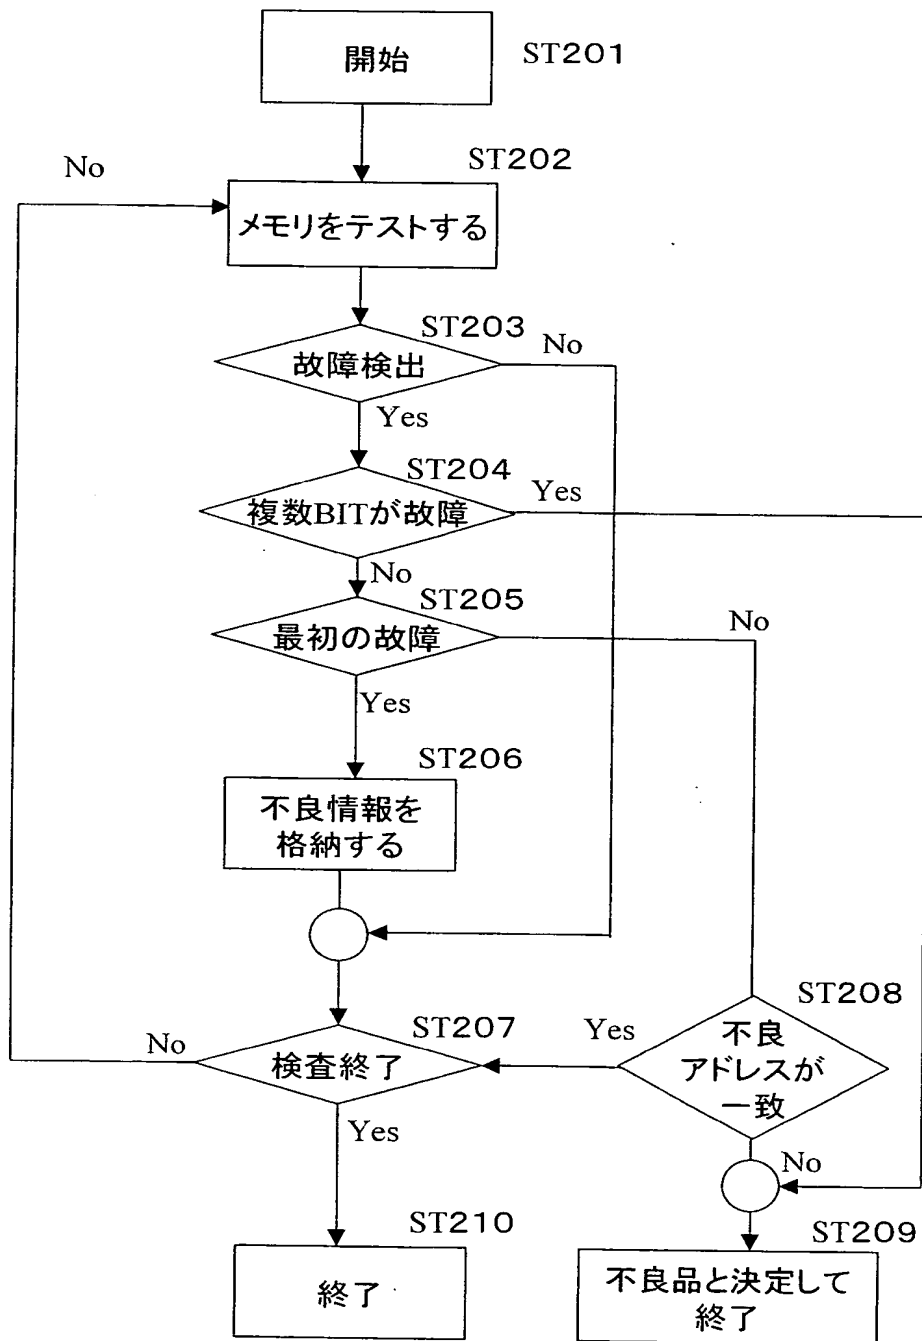 開始
ST201
No
ST202
メモリをテストする
ST203
故障検出
No
Yes
ST204
複数BITが故障
Yes
No
ST205
最初の故障
No
Yes
ST206
不良情報を
格納する
ST207
検査終了
No
Yes
ST208
不良
アドレスが
一致
Yes
No
ST210
終了
ST209
不良品と決定して
終了